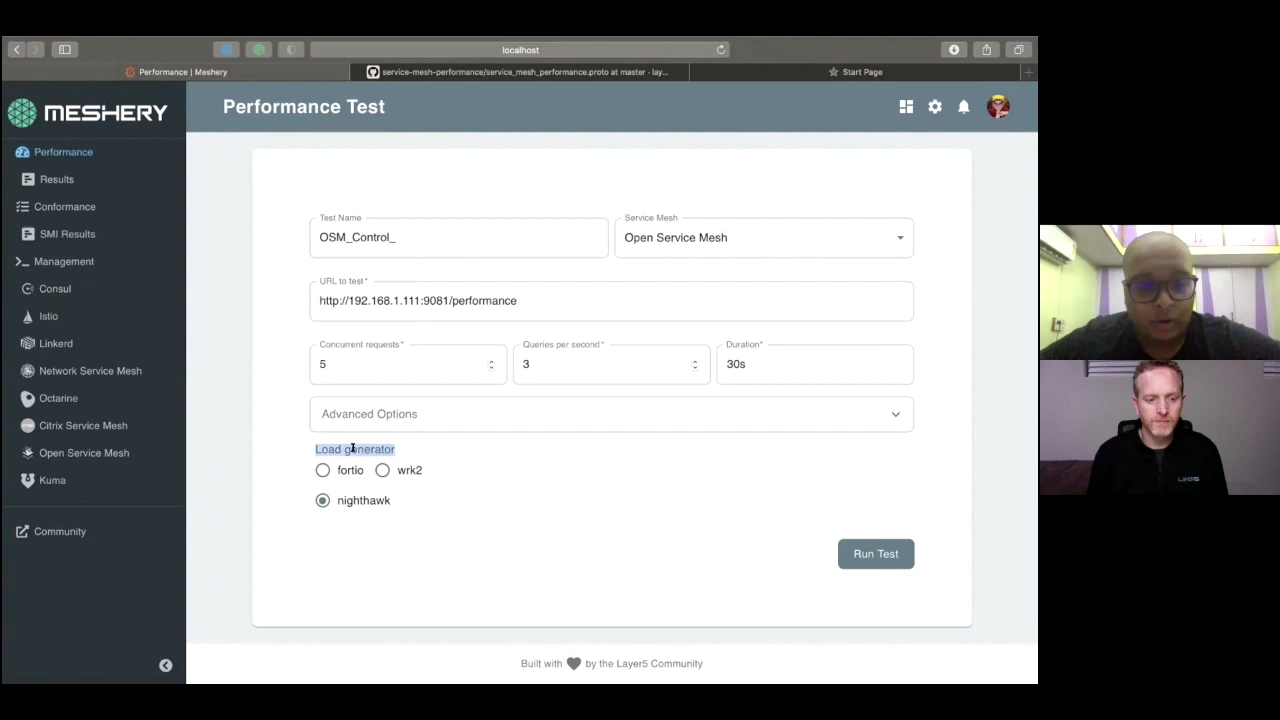 localhost
Performance | Meshery
service-mesh-performance/service_mesh_performance.proto at master · lay...
Start Page
MESHERY
Performance Test
Performance
Results
Conformance
SMI Results
Management
Consul
Istio
Linkerd
Network Service Mesh
Octarine
Citrix Service Mesh
Open Service Mesh
Kuma
Community
Test Name
OSM_Control_
Service Mesh
Open Service Mesh
URL to test*
http://192.168.1.111:9081/performance
Concurrent requests*
5
Queries per second*
3
Duration*
30s
Advanced Options
Load generator
fortio
wrk2
nighthawk
Run Test
Built with
by the Layer5 Community